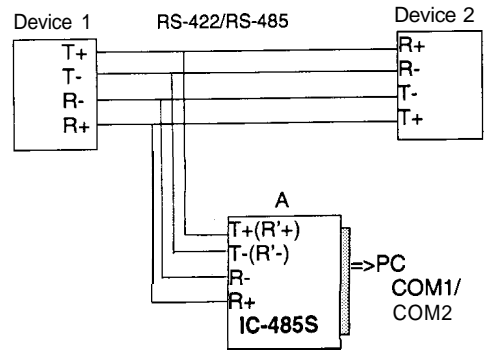 Device 1
RS-422/RS-485
Device 2
T+
T-
R-
R+
R+
R-
T-
T+
A
T+(R'+)
T-(R'-)
R-
R+
IC-485S
=>PC
COM1/
COM2